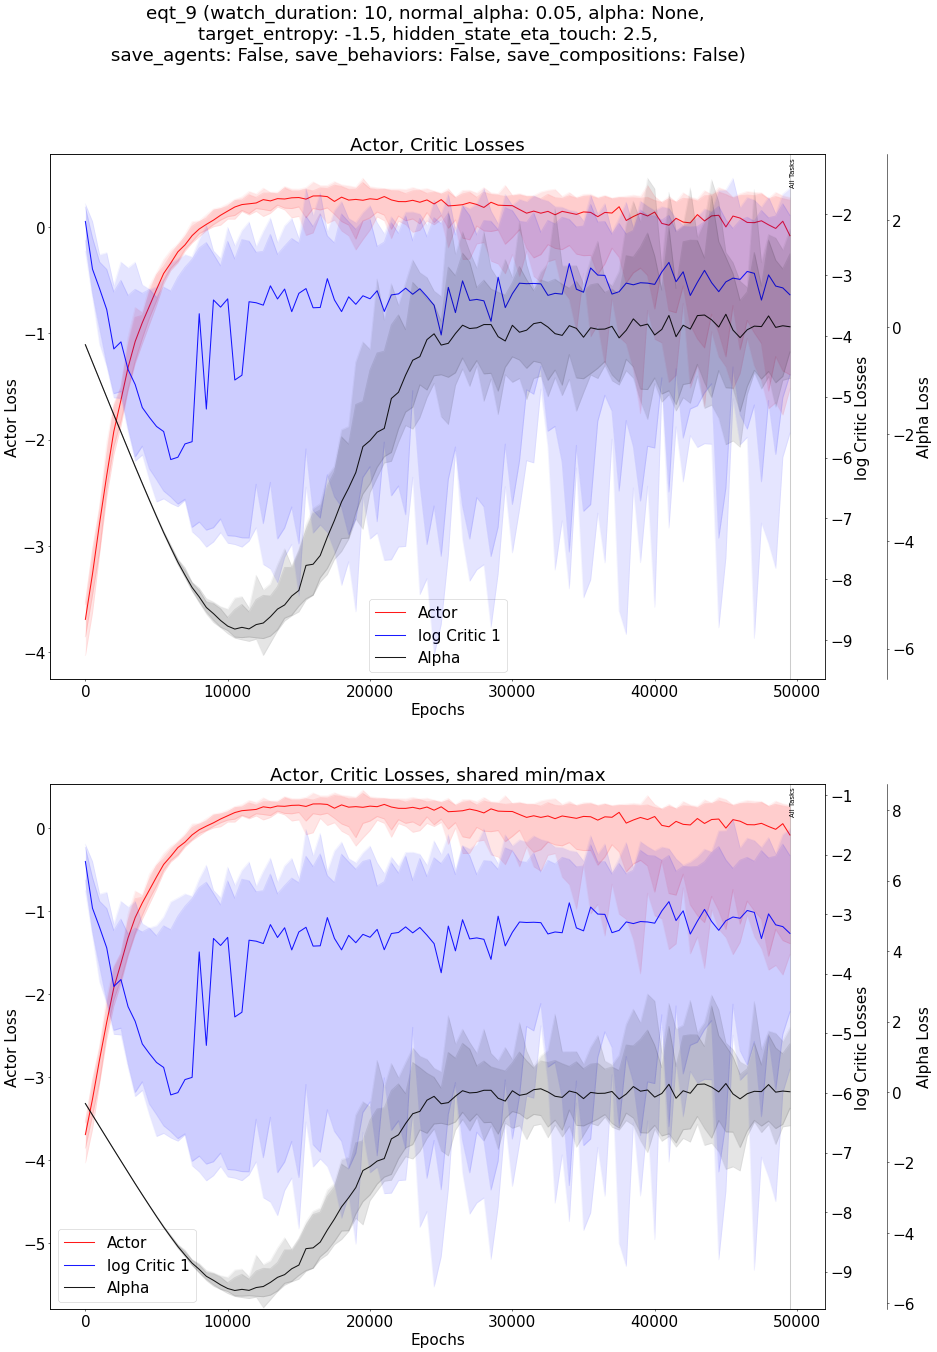 eqt_9 (watch_duration: 10, normal_alpha: 0.05, alpha: None,
target_entropy: -1.5, hidden_state_eta_touch: 2.5,
save_agents: False, save_behaviors: False, save_compositions: False)
Actor, Critic Losses
All Tasks
0
−1
−2
−3
−4
Actor Loss
−2
−3
−4
−5
−6
−7
−8
−9
log Critic Losses
2
0
−2
−4
−6
Alpha Loss
Actor
log Critic 1
Alpha
0 10000 20000 30000 40000 50000
Epochs
Actor, Critic Losses, shared min/max
All Tasks
0
−1
−2
−3
−4
−5
Actor Loss
−1
−2
−3
−4
−5
−6
−7
−8
−9
log Critic Losses
8
6
4
2
0
−2
−4
−6
Alpha Loss
Actor
log Critic 1
Alpha
0 10000 20000 30000 40000 50000
Epochs